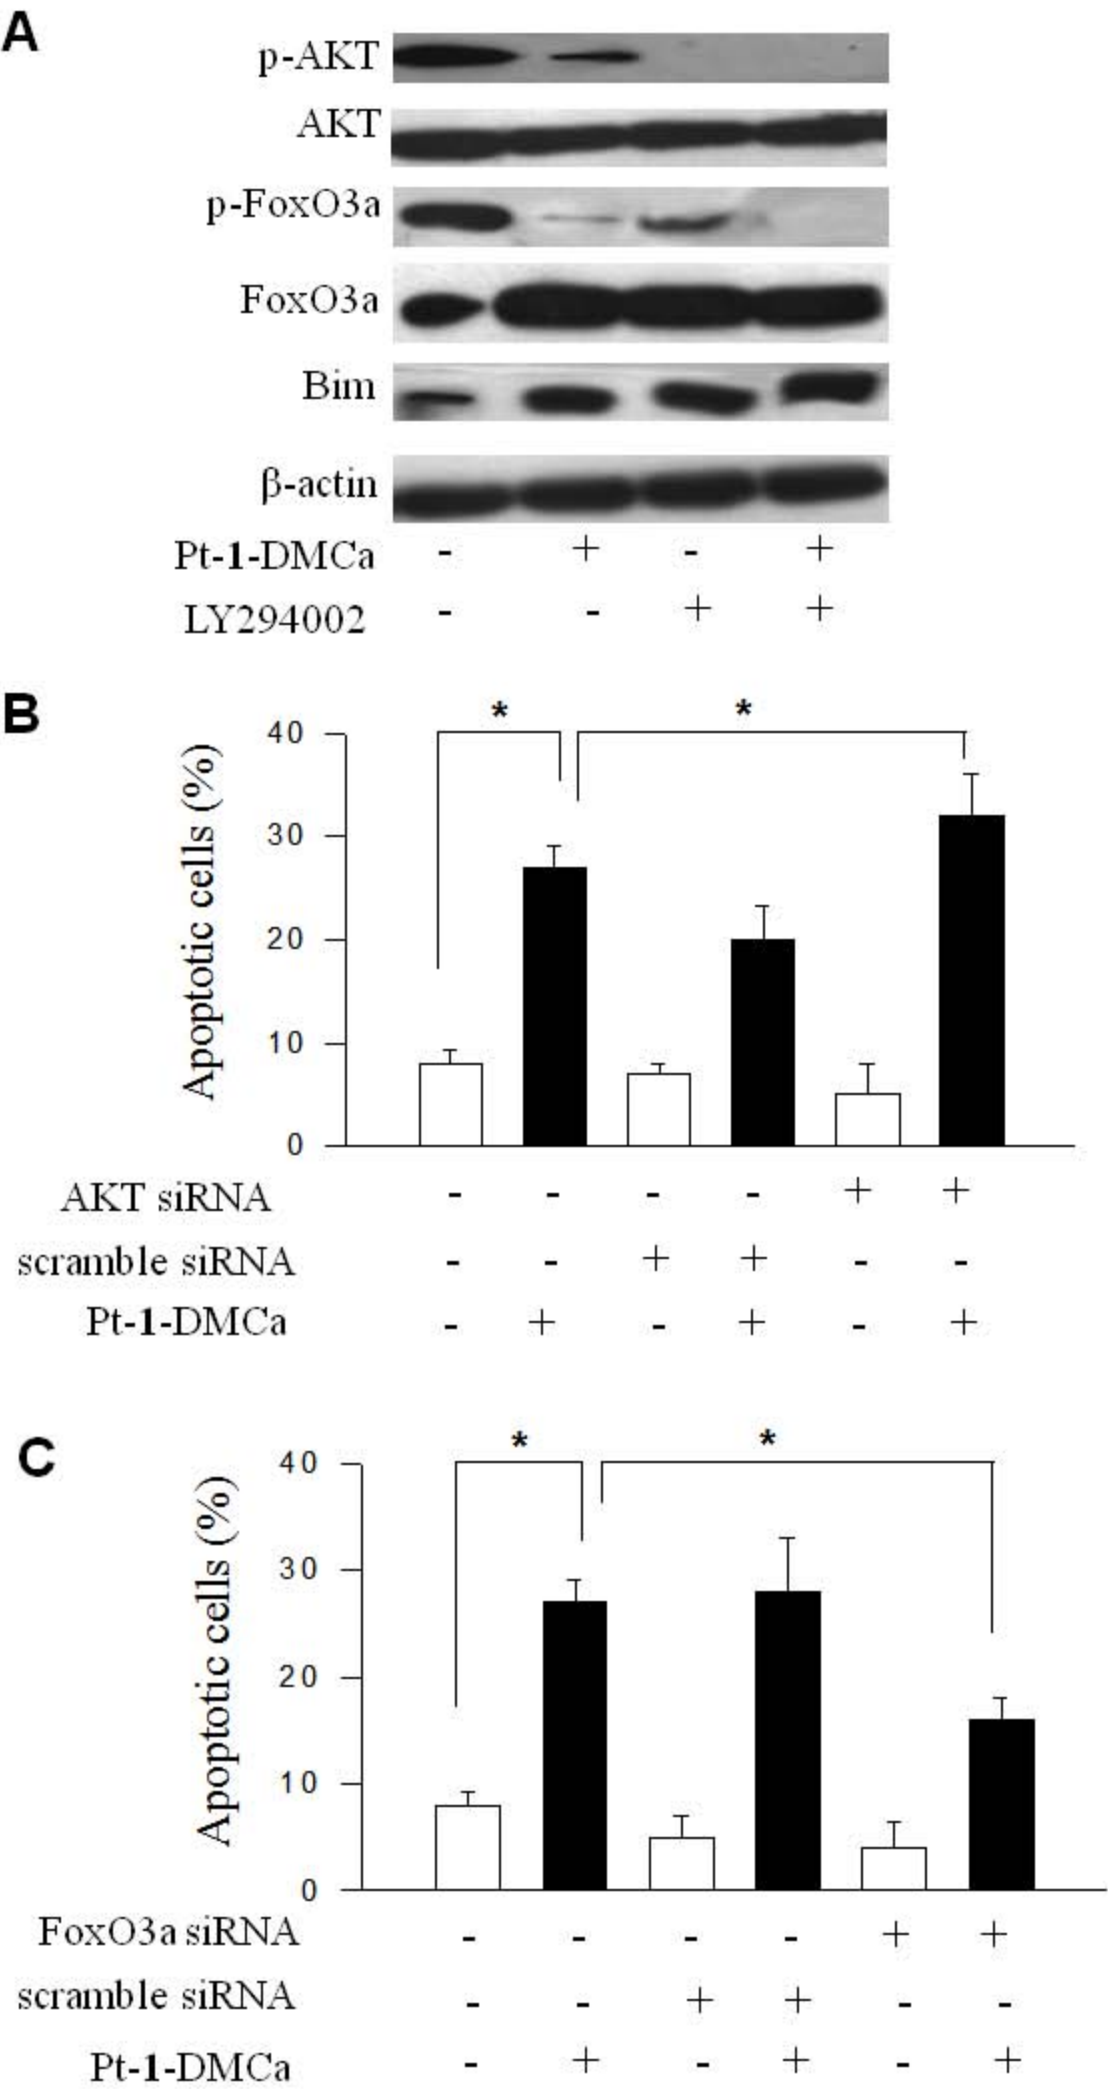 A
p-AKT
AKT
p-FoxO3a
FoxO3a
Bim
β-actin
Pt-1-DMCa - + - +
LY294002 - - + +
B
* *
40
30
20
10
0
Apoptotic cells (%)
AKT siRNA - - - - + +
scramble siRNA - - + + - -
Pt-1-DMCa - + - + - +
C
* *
40
30
20
10
0
Apoptotic cells (%)
FoxO3a siRNA - - - - + +
scramble siRNA - - + + - -
Pt-1-DMCa - + - + - +